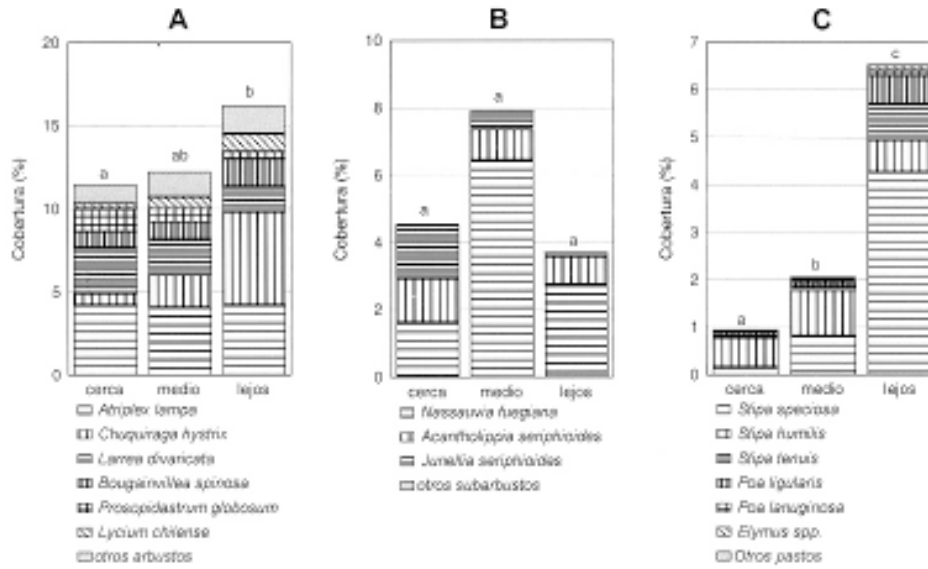 A
B
C
20
15
10
5
0
Cobertura (%)
a
ab
b
cerca medio lejos
Atriplex lampa
Chuquiraga hystrix
Larrea divaricata
Bougainvillea spinosa
Prosopidastrum globosum
Lycium chilense
otros arbustos
10
8
6
4
2
0
Cobertura (%)
a
a
a
cerca medio lejos
Nassauvia fuegiana
Acantholippia seriphioides
Junellia seriphioides
otros subarbustos
7
6
5
4
3
2
1
0
Cobertura (%)
a
b
c
cerca medio lejos
Stipa speciosa
Stipa humilis
Stipa tenuis
Poa ligularis
Poa lanuginosa
Elymus spp.
Otros pastos